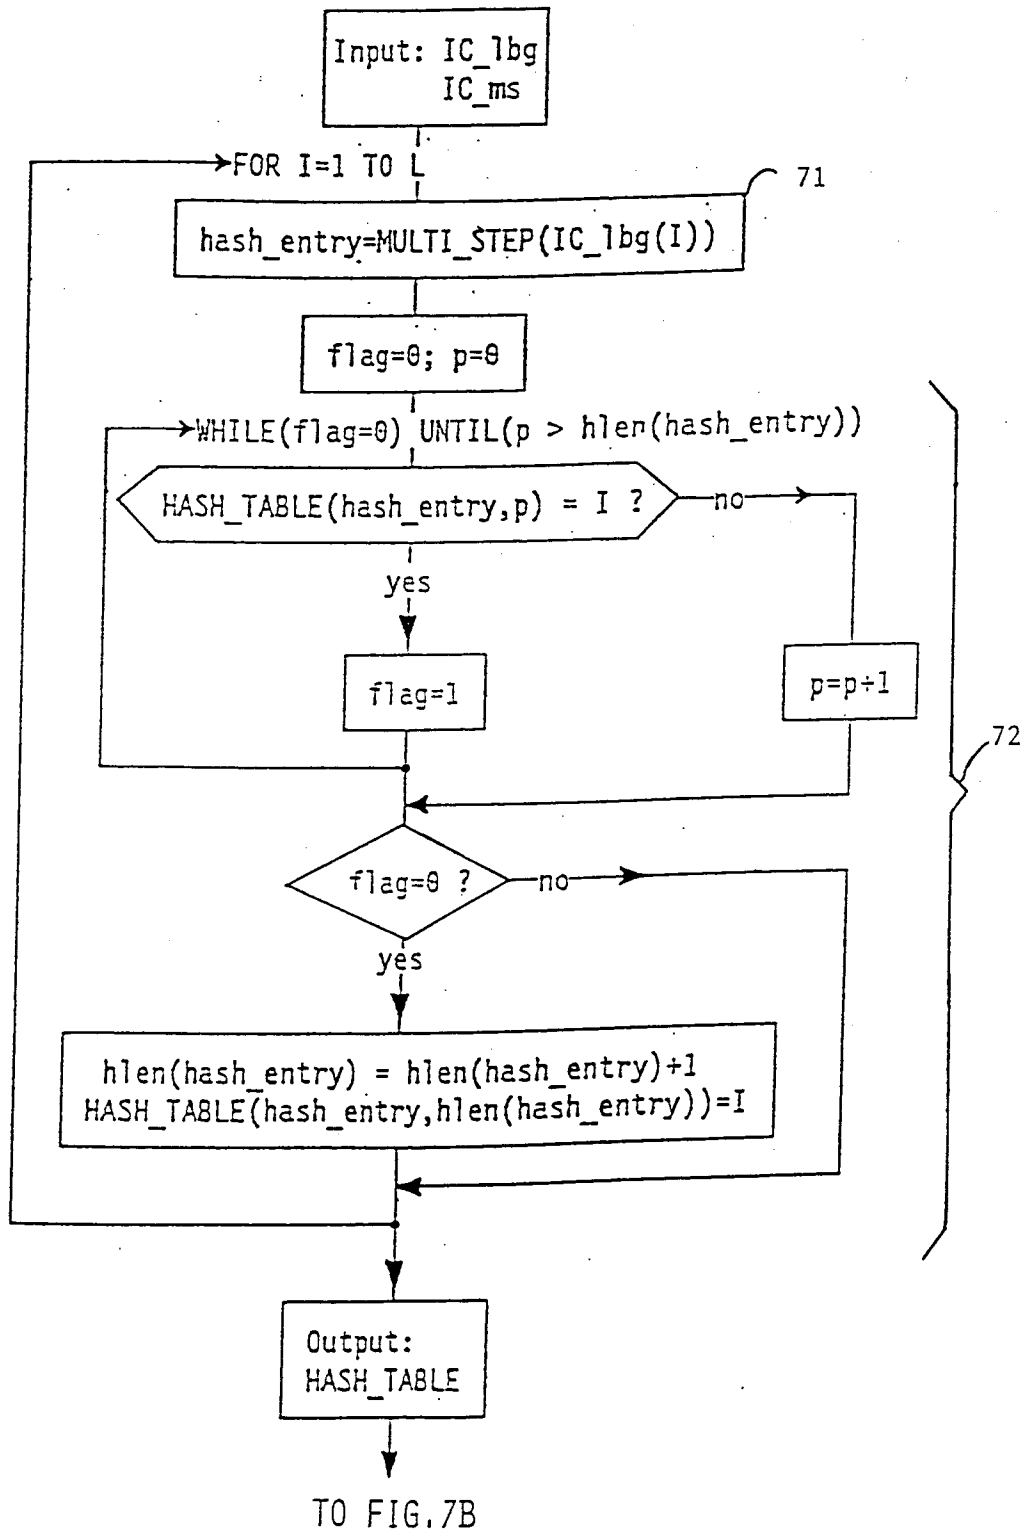 Input: IC_lbg
IC_ms
FOR I=1 TO L
71
hash_entry=MULTI_STEP(IC_lbg(I))
flag=0; p=0
WHILE(flag=0) UNTIL(p > hlen(hash_entry))
HASH_TABLE(hash_entry,p) = I ?
no
yes
flag=1
p=p+1
72
flag=0 ?
no
yes
hlen(hash_entry) = hlen(hash_entry)+1
HASH_TABLE(hash_entry,hlen(hash_entry))=I
Output:
HASH_TABLE
TO FIG.7B